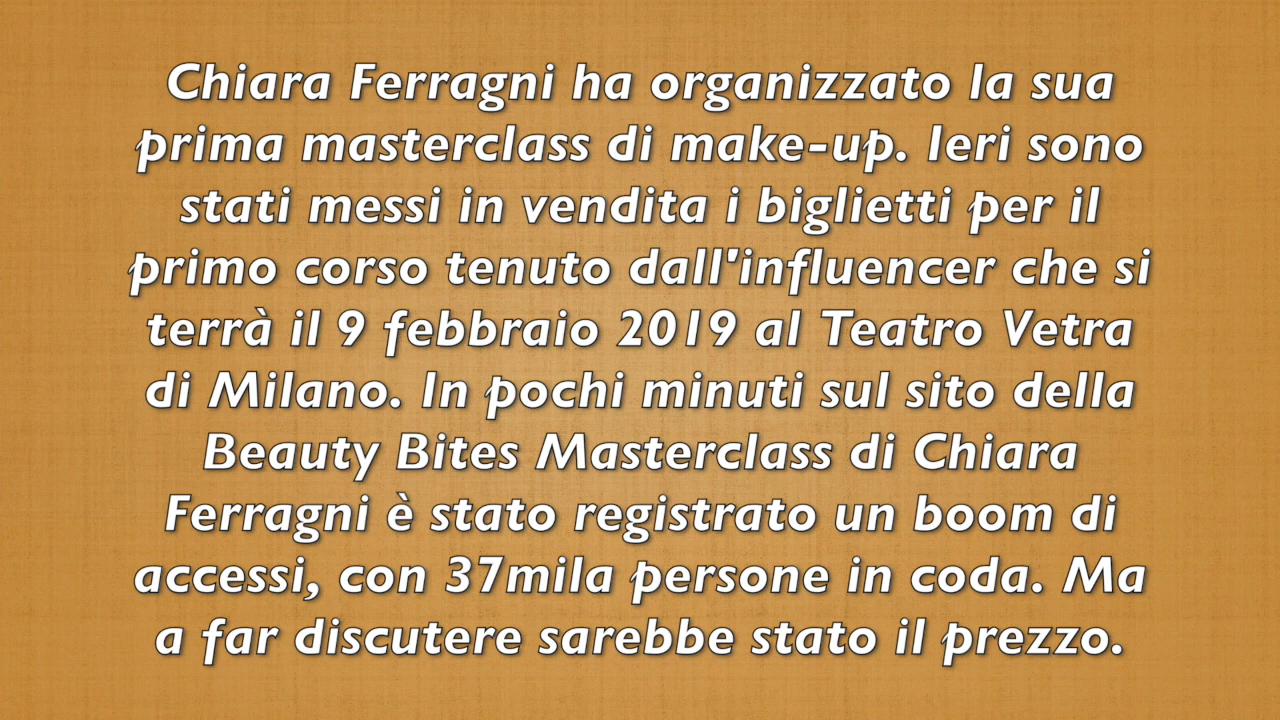 Chiara Ferragni ha organizzato la sua
prima masterclass di make-up. Ieri sono
stati messi in vendita i biglietti per il
primo corso tenuto dall'influencer che si
terrà il 9 febbraio 2019 al Teatro Vetra
di Milano. In pochi minuti sul sito della
Beauty Bites Masterclass di Chiara
Ferragni è stato registrato un boom di
accessi, con 37mila persone in coda. Ma
a far discutere sarebbe stato il prezzo.